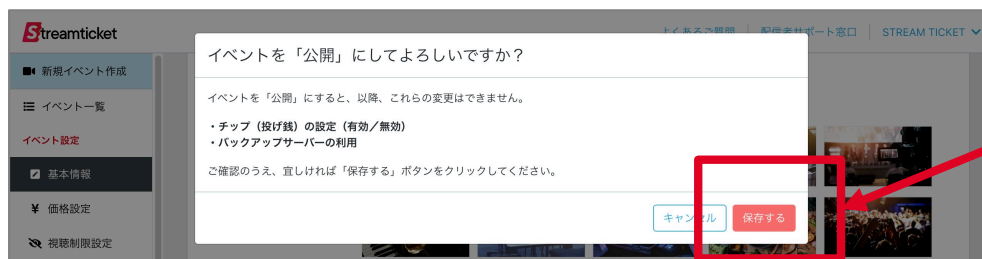 Streamticket
よくあるご質問
配信者サポート窓口
STREAM TICKET
新規イベント作成
イベント一覧
イベント設定
基本情報
¥ 価格設定
視聴制限設定
イベントを「公開」にしてよろしいですか？
イベントを「公開」にすると、以降、これらの変更はできません。
・チップ（投げ銭）の設定（有効／無効）
・バックアップサーバーの利用
ご確認のうえ、宜しければ「保存する」ボタンをクリックしてください。
キャンセル
保存する